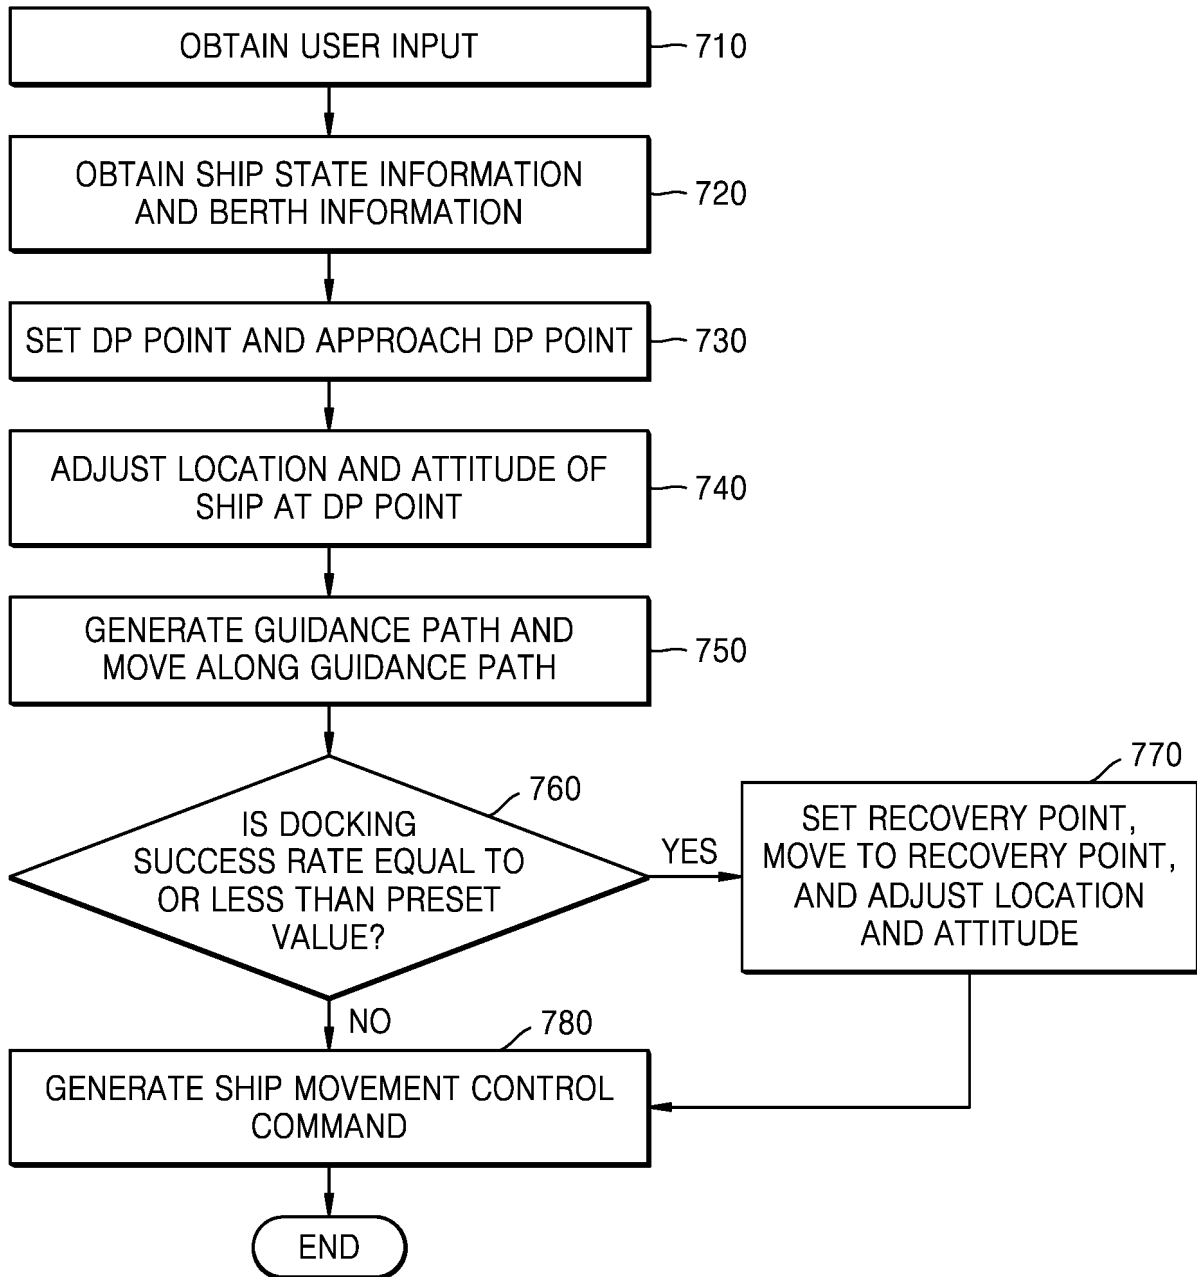 OBTAIN USER INPUT
710
OBTAIN SHIP STATE INFORMATION
AND BERTH INFORMATION
720
SET DP POINT AND APPROACH DP POINT
730
ADJUST LOCATION AND ATTITUDE OF
SHIP AT DP POINT
740
GENERATE GUIDANCE PATH AND
MOVE ALONG GUIDANCE PATH
750
760
IS DOCKING
SUCCESS RATE EQUAL TO
OR LESS THAN PRESET
VALUE?
YES
770
SET RECOVERY POINT,
MOVE TO RECOVERY POINT,
AND ADJUST LOCATION
AND ATTITUDE
NO
780
GENERATE SHIP MOVEMENT CONTROL
COMMAND
END